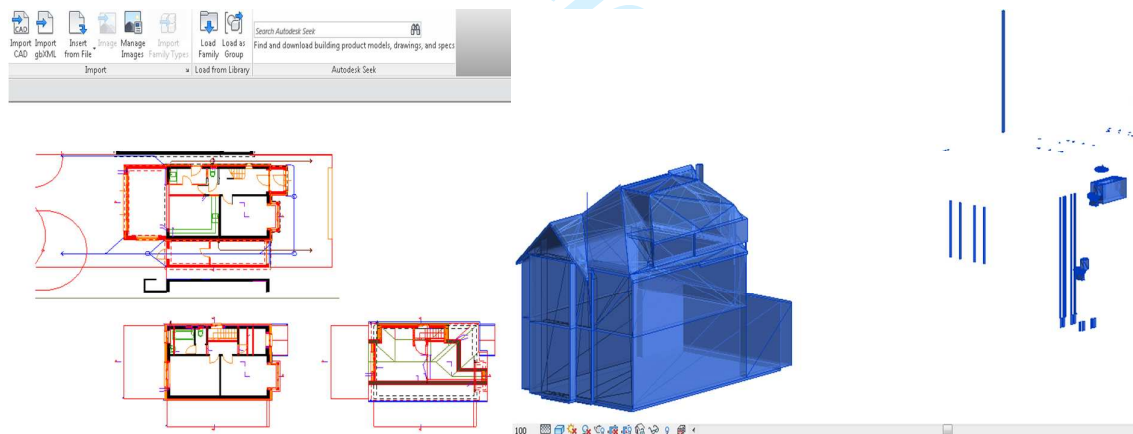 CAD
Import Import Insert Image Manage Import Load Load as
CAD gbXML from File Images Family Types Family Group
Search Autodesk Seek
Find and download building product models, drawings, and specs
Import Load from Library Autodesk Seek
100